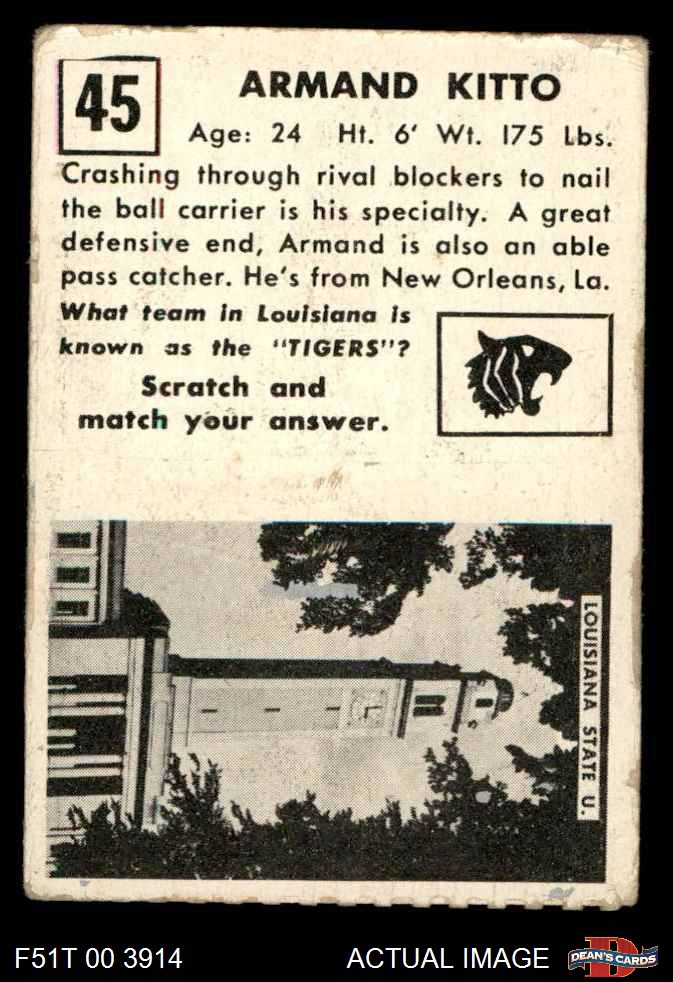 45
ARMAND KITTO
Age: 24 Ht. 6' Wt. 175 Lbs.
Crashing through rival blockers to nail
the ball carrier is his specialty. A great
defensive end, Armand is also an able
pass catcher. He's from New Orleans, La.
What team in Louisiana is
known as the "TIGERS"?
Scratch and
match your answer.
LOUISIANA STATE U.
F51T 00 3914
ACTUAL IMAGE
DEAN'S CARDS